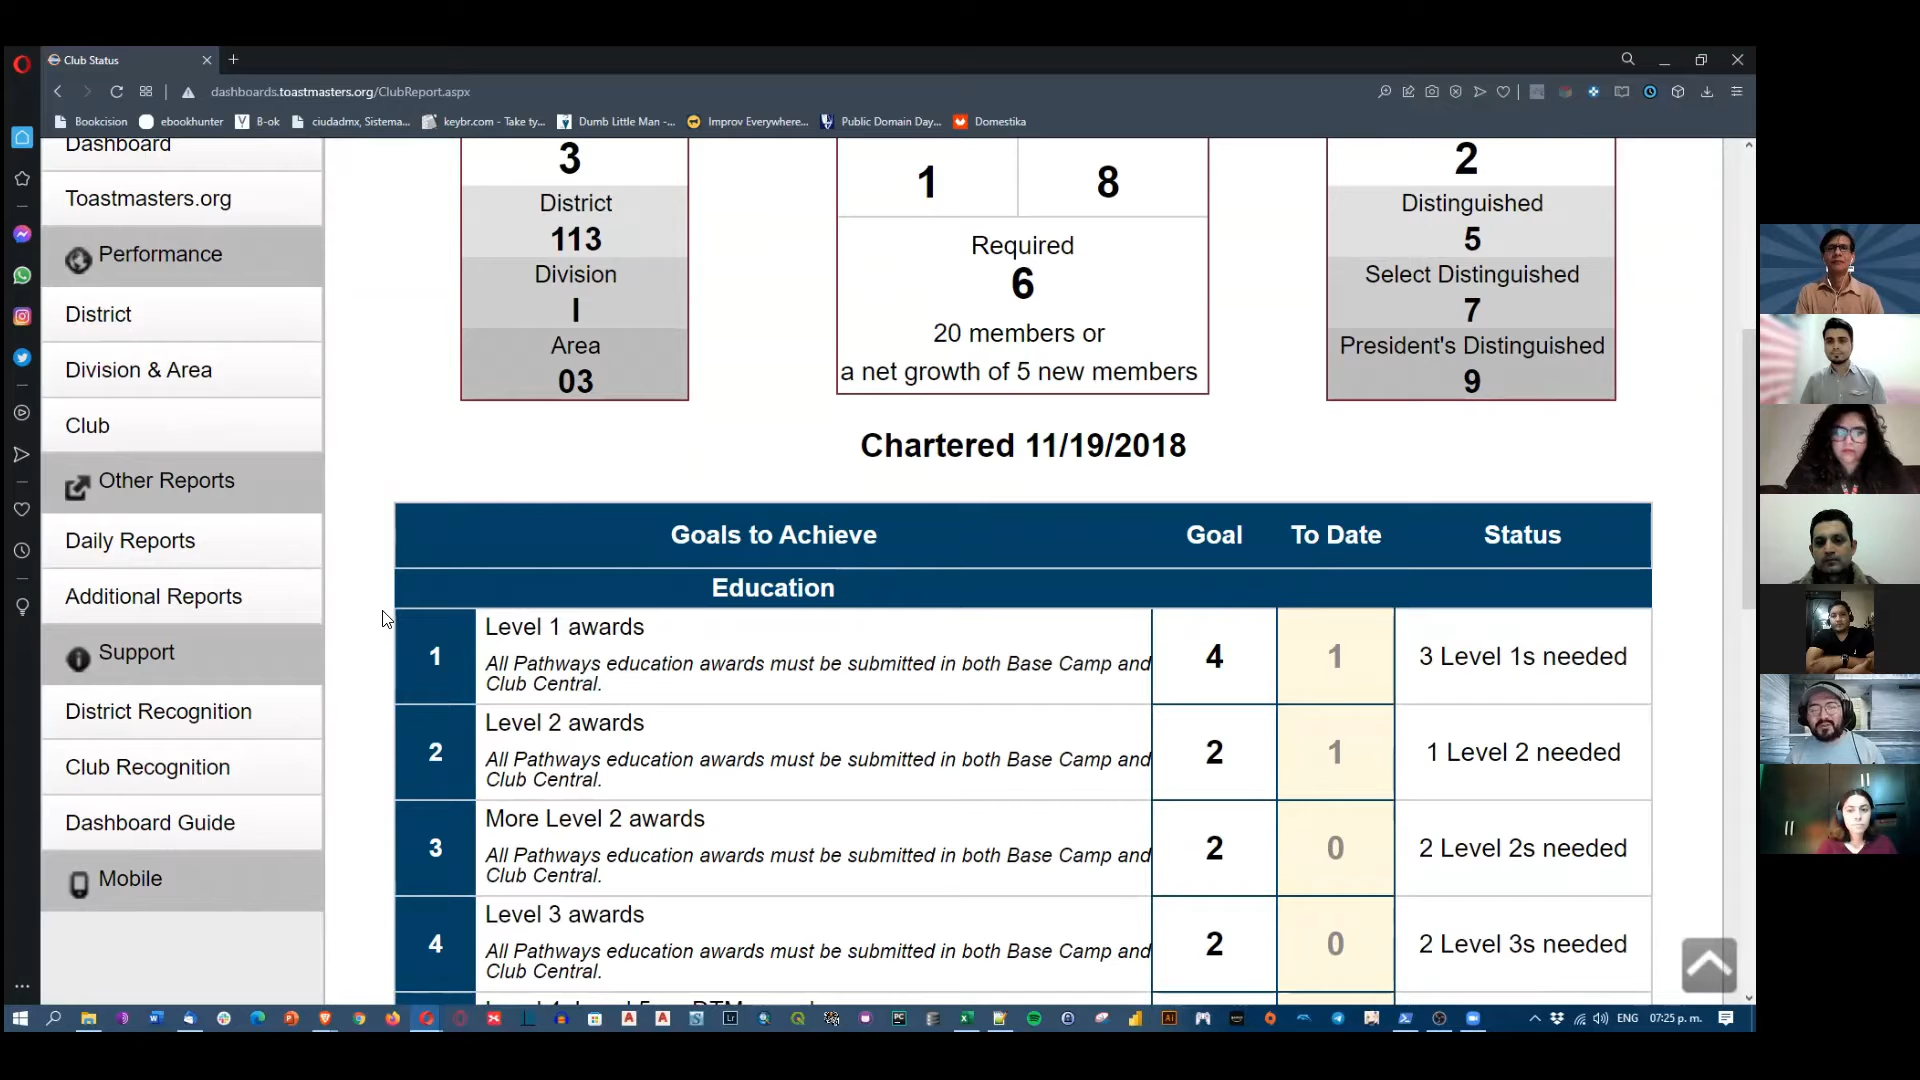 Club Status
dashboards.toastmasters.org/ClubReport.aspx
Bookcision
ebookhunter
B-ok
ciudadmx, Sistema...
keybr.com - Take ty...
Dumb Little Man -...
Improv Everywhere...
Public Domain Day...
Domestika
Dashboard
Toastmasters.org
Performance
District
Division & Area
Club
Other Reports
Daily Reports
Additional Reports
Support
District Recognition
Club Recognition
Dashboard Guide
Mobile
3
District
113
Division
I
Area
03
1
8
Required
6
20 members or
a net growth of 5 new members
2
Distinguished
5
Select Distinguished
7
President's Distinguished
9
Chartered 11/19/2018
Goals to Achieve Goal To Date Status
Education
1 Level 1 awards 4 1 3 Level 1s needed
All Pathways education awards must be submitted in both Base Camp and
Club Central.
2 Level 2 awards 2 1 1 Level 2 needed
All Pathways education awards must be submitted in both Base Camp and
Club Central.
3 More Level 2 awards 2 0 2 Level 2s needed
All Pathways education awards must be submitted in both Base Camp and
Club Central.
4 Level 3 awards 2 0 2 Level 3s needed
All Pathways education awards must be submitted in both Base Camp and
Club Central.
ENG 07:25 p. m.